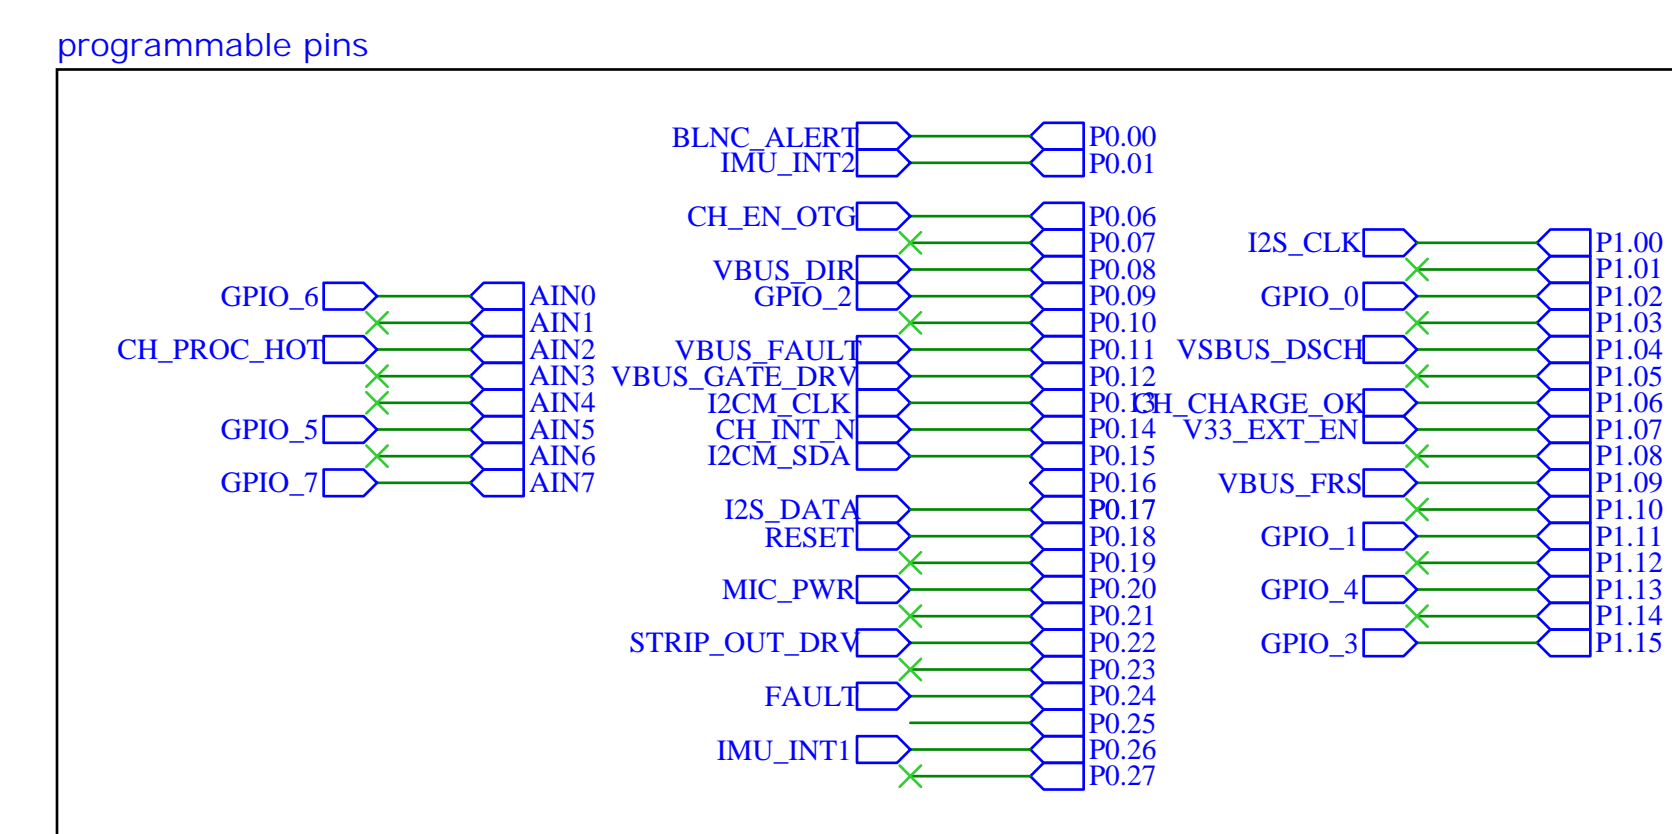 programmable pins
BLNC_ALERT P0.00
IMU_INT2 P0.01
CH_EN_OTG P0.06
P0.07
VBUS_DIR P0.08
GPIO_2 P0.09
P0.10
VBUS_FAULT P0.11
VBUS_GATE_DRV P0.12
I2CM_CLK P0.13
CH_INT_N P0.14
I2CM_SDA P0.15
P0.16
I2S_DATA P0.17
RESET P0.18
P0.19
MIC_PWR P0.20
P0.21
STRIP_OUT_DRV P0.22
P0.23
FAULT P0.24
P0.25
IMU_INT1 P0.26
P0.27
GPIO_6 AIN0
AIN1
CH_PROC_HOT AIN2
AIN3
AIN4
GPIO_5 AIN5
AIN6
GPIO_7 AIN7
I2S_CLK P1.00
P1.01
GPIO_0 P1.02
P1.03
VSBUS_DSCH P1.04
P1.05
CH_CHARGE_OK P1.06
V33_EXT_EN P1.07
P1.08
VBUS_FRS P1.09
P1.10
GPIO_1 P1.11
P1.12
GPIO_4 P1.13
P1.14
GPIO_3 P1.15